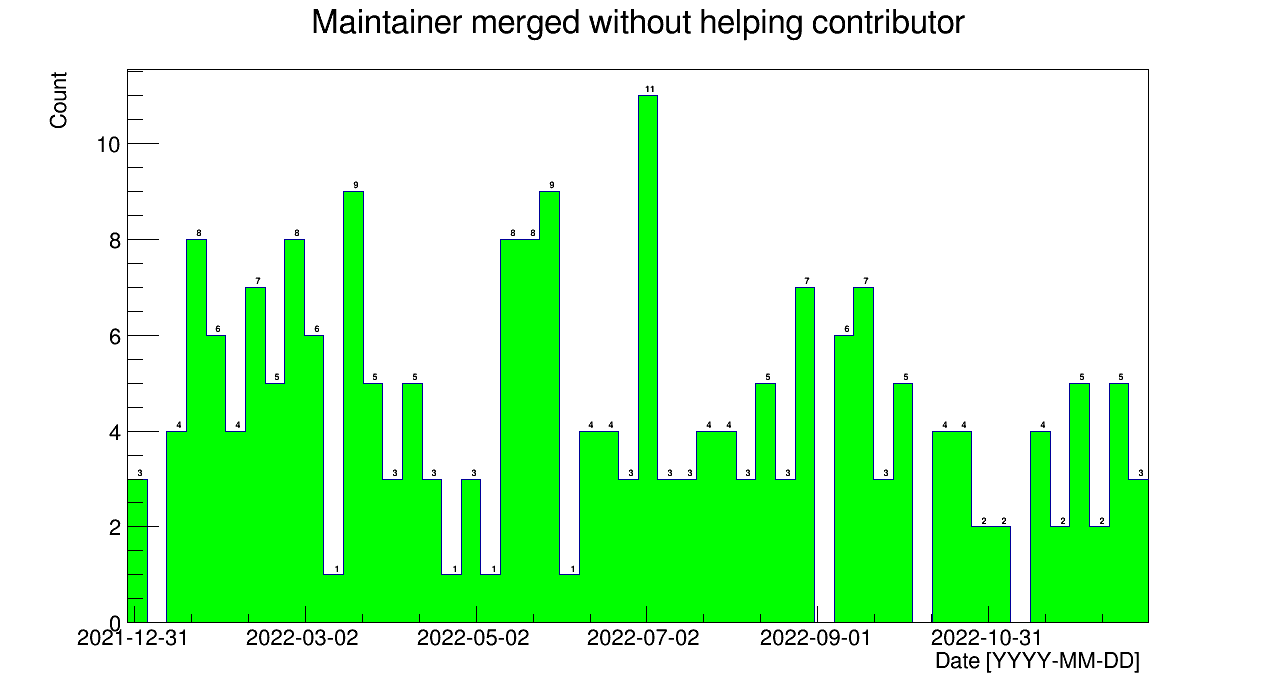 Maintainer merged without helping contributor
Count
11
10
9 9
8 8 8 8
8
7 7 7
6 6 6
6
5 5 5 5 5 5 5
4 4 4 4 4 4 4 4 4
4
3 3 3 3 3 3 3 3 3 3 3
2 2 2 2
2
1 1 1 1
0
2021-12-31 2022-03-02 2022-05-02 2022-07-02 2022-09-01 2022-10-31
Date [YYYY-MM-DD]